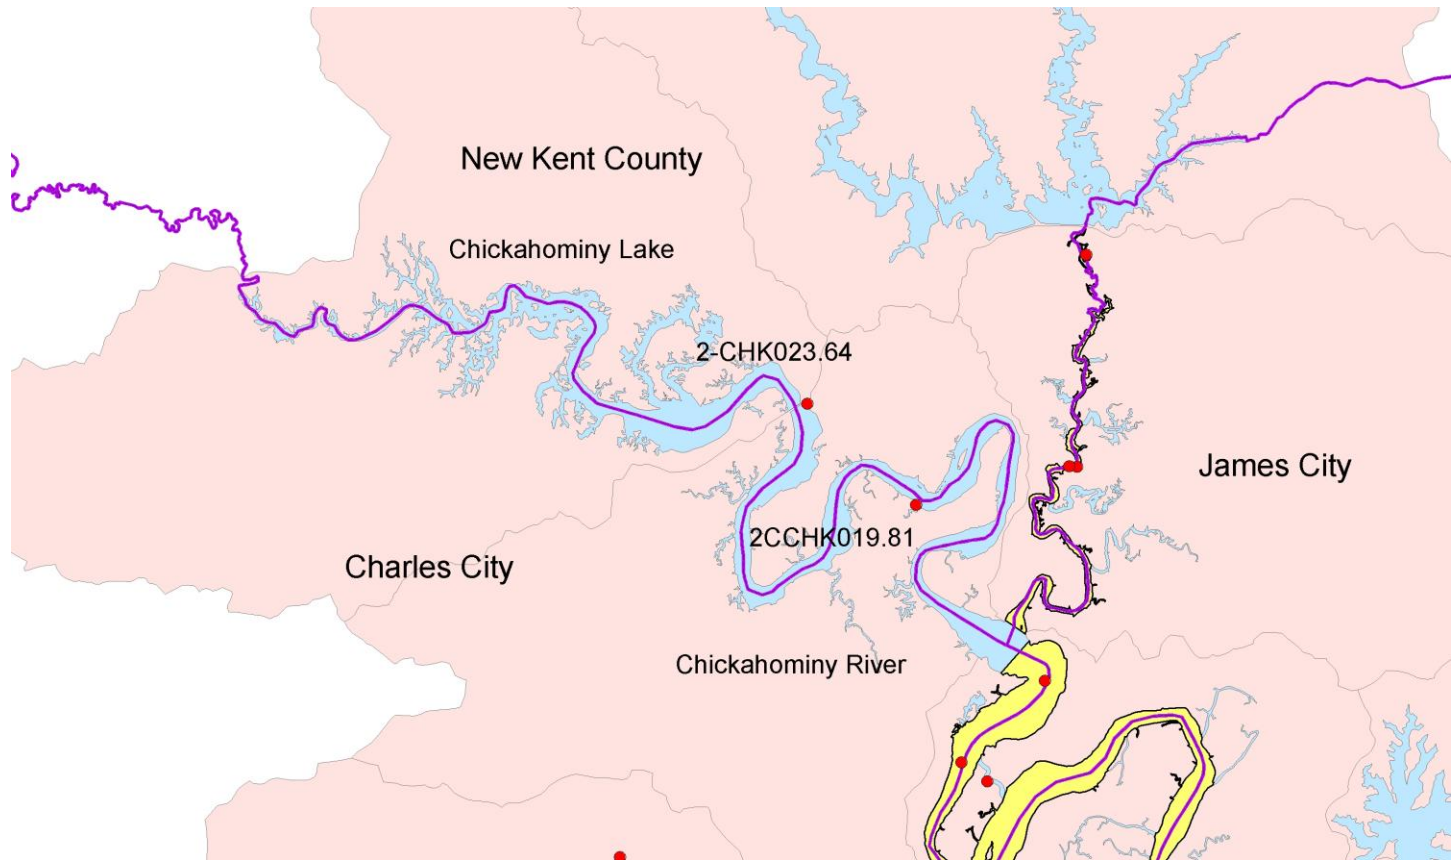 New Kent County
Chickahominy Lake
2-CHK023.64
James City
2CCHK019.81
Charles City
Chickahominy River